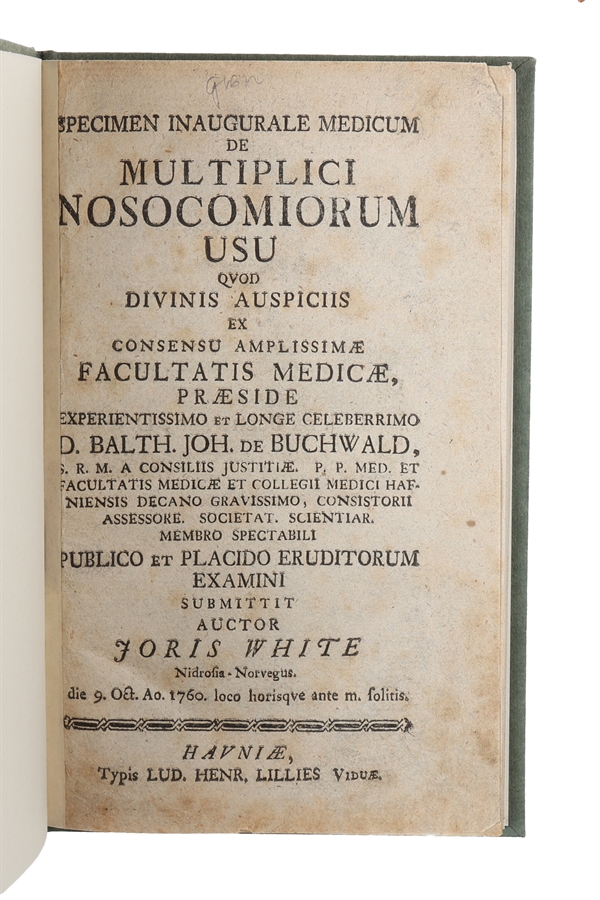 SPECIMEN INAUGURALE MEDICUM
DE
MULTIPLICI
NOSOCOMIORUM
USU
QVOD
DIVINIS AUSPICIIS
EX
CONSENSU AMPLISSIMÆ
FACULTATIS MEDICÆ,
PRÆSIDE
EXPERIENTISSIMO ET LONGE CELEBERRIMO
D. BALTH. JOH. DE BUCHWALD,
S. R. M. A CONSILIIS JUSTITIÆ. P. P. MED. ET
FACULTATIS MEDICÆ ET COLLEGII MEDICI HAF-
NIENSIS DECANO GRAVISSIMO, CONSISTORII
ASSESSORE. SOCIETAT. SCIENTIAR.
MEMBRO SPECTABILI
PUBLICO ET PLACIDO ERUDITORUM
EXAMINI
SUBMITTIT
AUCTOR
JORIS WHITE
Nidrosia-Norvegus.
die 9. Oct. Ao. 1760. loco horisqve ante m. solitis.
HAVNIÆ,
Typis LUD. HENR. LILLIES VIDUÆ.